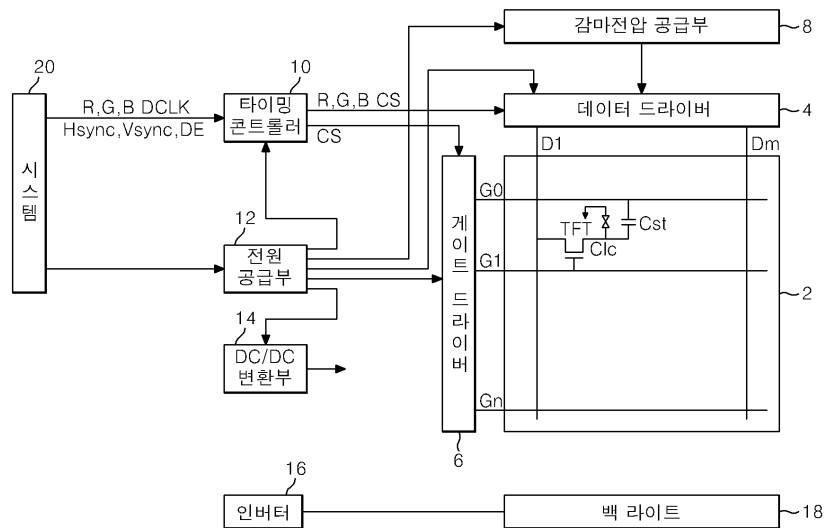 감마전압 공급부
8
20
10
R,G,B DCLK
타이밍
콘트롤러
R,G,B CS
데이터 드라이버
4
Hsync,Vsync,DE
CS
D1
Dm
시스템
G0
게이트 드라이버
TFT
Cst
Clc
12
전원
공급부
G1
2
14
DC/DC
변환부
Gn
6
16
인버터
백 라이트
18